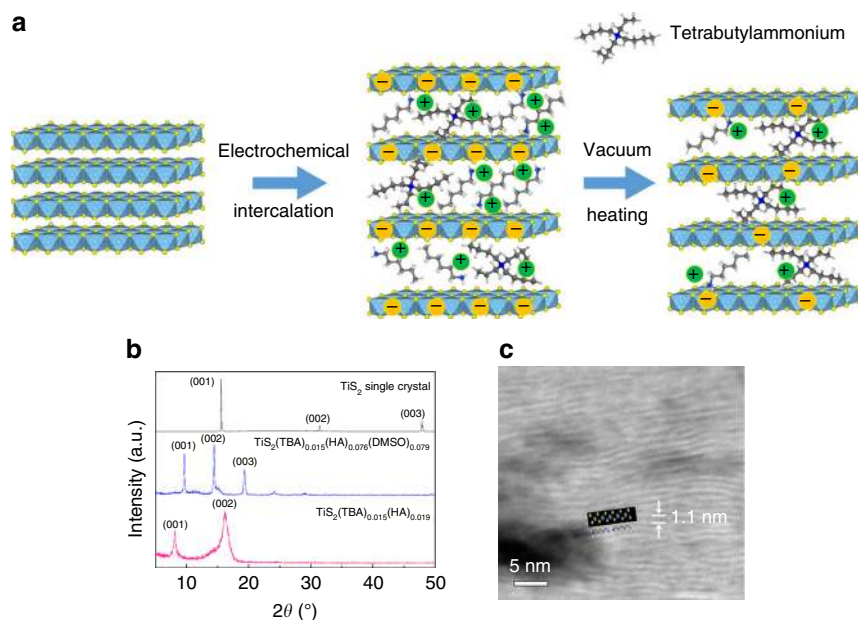 a
Tetrabutylammonium
Electrochemical
intercalation
Vacuum
heating
b
(001)
TiS2 single crystal
(002)
(003)
TiS2(TBA)0.015(HA)0.076(DMSO)0.079
(001)
(002)
(003)
TiS2(TBA)0.015(HA)0.019
(001)
(002)
Intensity (a.u.)
10 20 30 40 50
2θ (°)
c
1.1 nm
5 nm